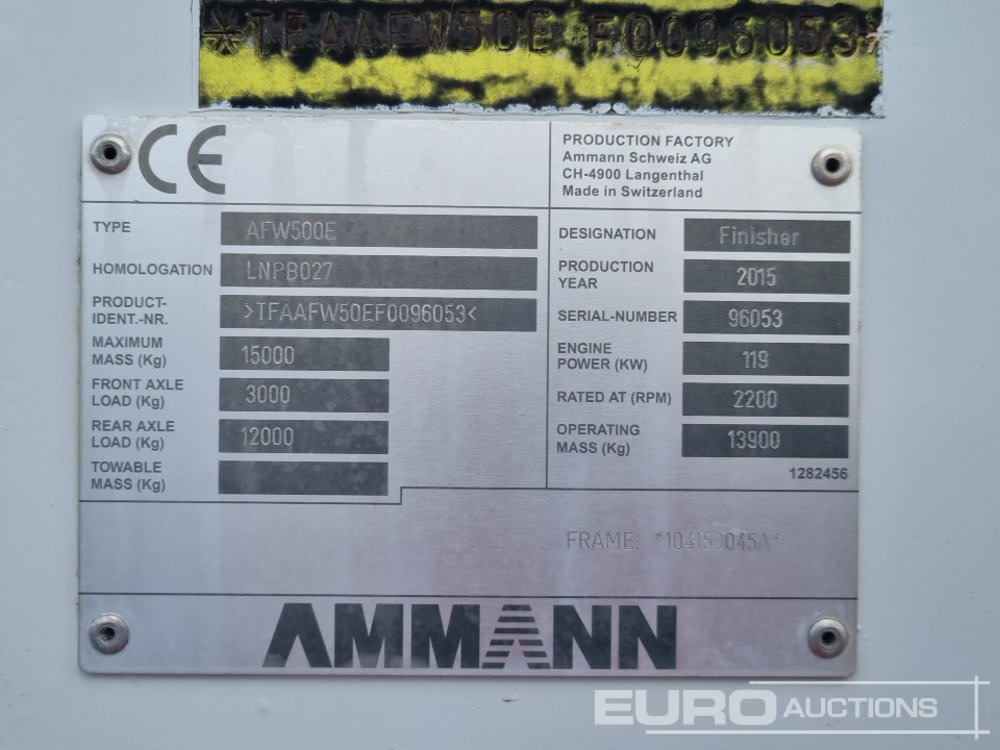 *TFAAFW50E F0096053*
CE
PRODUCTION FACTORY
Ammann Schweiz AG
CH-4900 Langenthal
Made in Switzerland
TYPE AFW500E
HOMOLOGATION LNPB027
PRODUCT-
IDENT.-NR. >TFAAFW50EF0096053<
MAXIMUM
MASS (Kg) 15000
FRONT AXLE
LOAD (Kg) 3000
REAR AXLE
LOAD (Kg) 12000
TOWABLE
MASS (Kg)
DESIGNATION Finisher
PRODUCTION
YEAR 2015
SERIAL-NUMBER 96053
ENGINE
POWER (KW) 119
RATED AT (RPM) 2200
OPERATING
MASS (Kg) 13900
1282456
FRAME:
AMMANN
EURO AUCTIONS